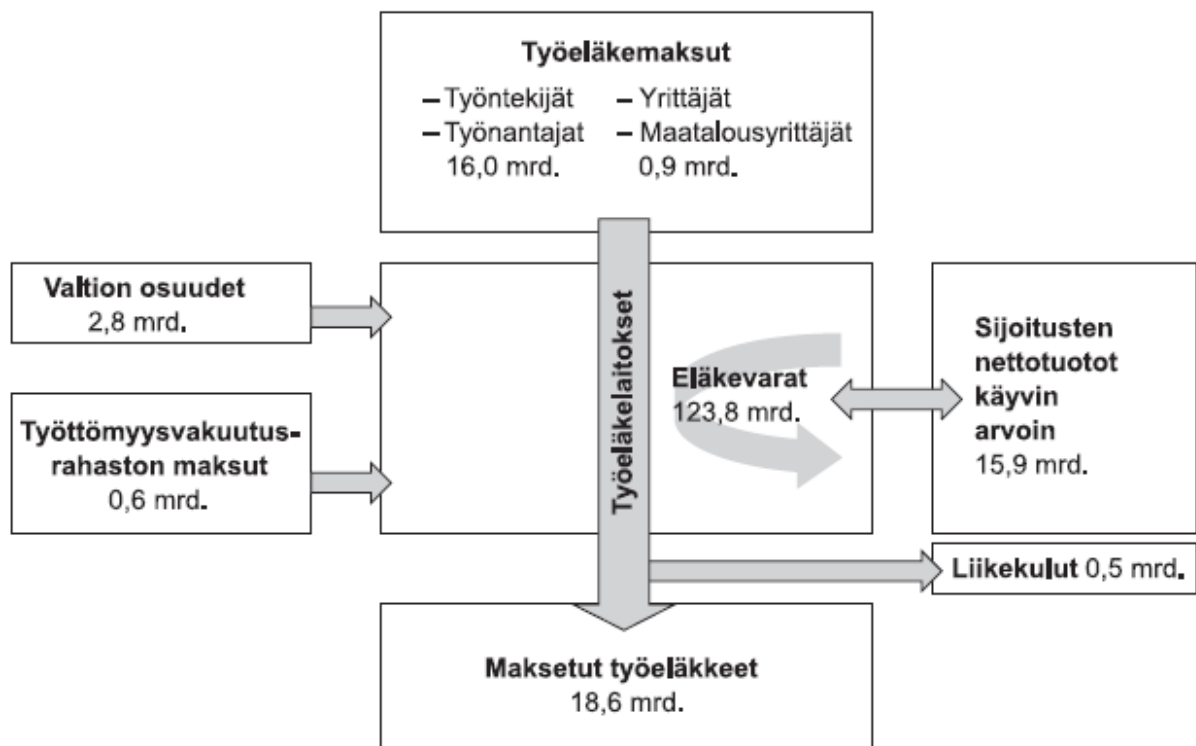 Työeläkemaksut
– Työntekijät
– Työnantajat
16,0 mrd.
– Yrittäjät
– Maatalousyrittäjät
0,9 mrd.
Valtion osuudet
2,8 mrd.
Työttömyysvakuutus-
rahaston maksut
0,6 mrd.
Työeläkelaitokset
Eläkevarat
123,8 mrd.
Sijoitusten
nettotuotot
käyvin
arvoin
15,9 mrd.
Liikekulut 0,5 mrd.
Maksetut työeläkkeet
18,6 mrd.